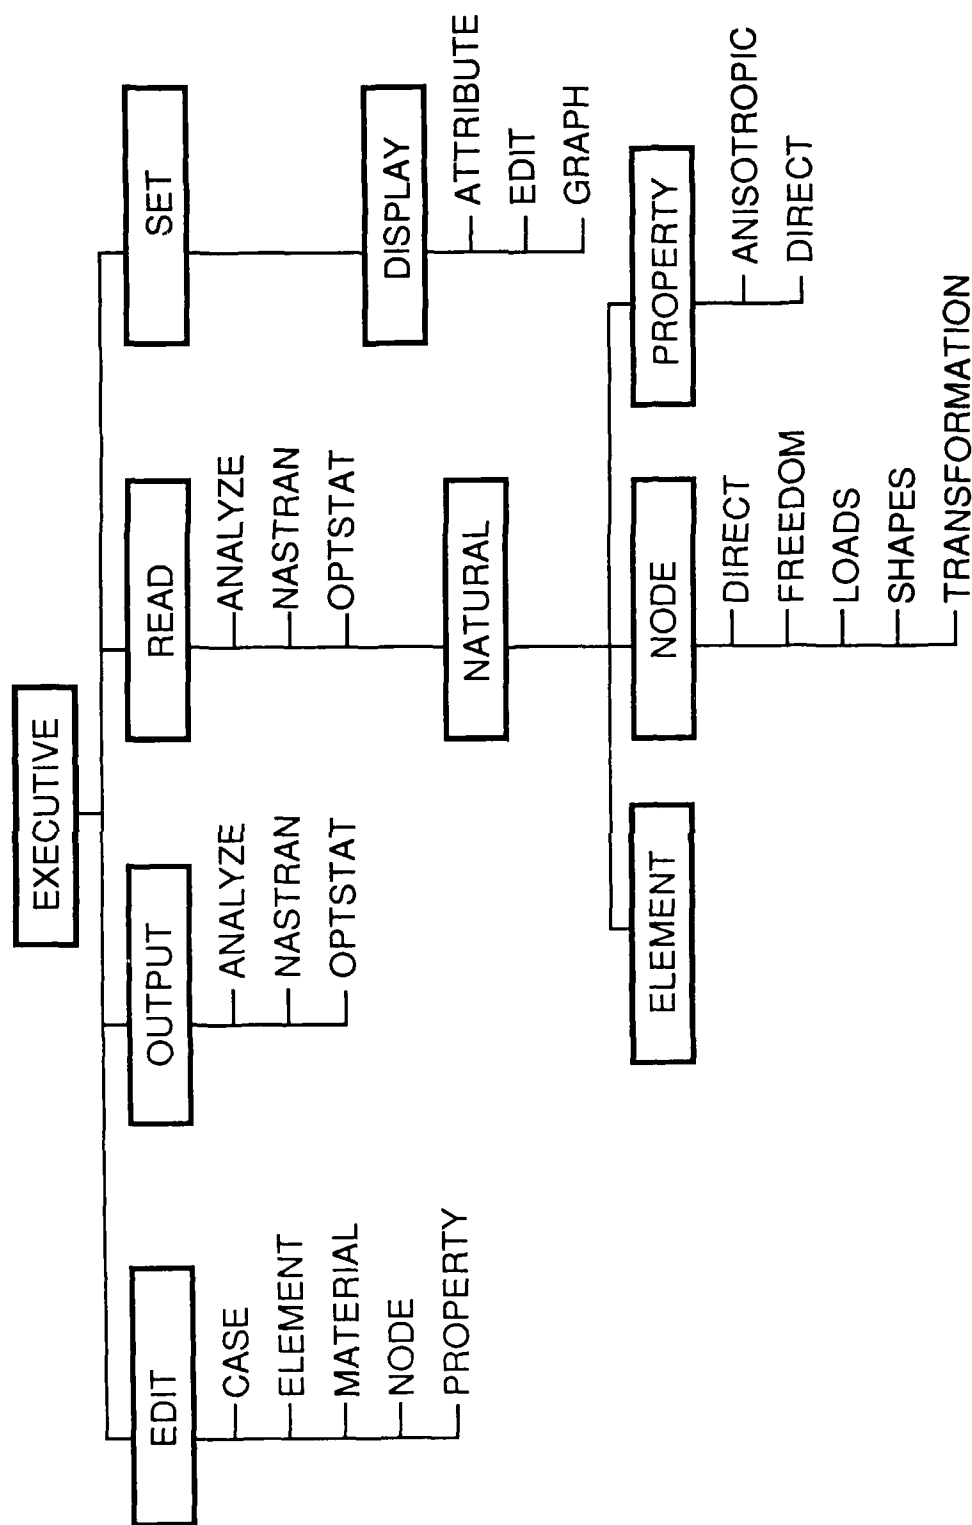 EXECUTIVE
EDIT
CASE
ELEMENT
MATERIAL
NODE
PROPERTY
OUTPUT
ANALYZE
NASTRAN
OPTSTAT
READ
ANALYZE
NASTRAN
OPTSTAT
NATURAL
ELEMENT
NODE
DIRECT
FREEDOM
LOADS
SHAPES
TRANSFORMATION
PROPERTY
ANISOTROPIC
DIRECT
SET
DISPLAY
ATTRIBUTE
EDIT
GRAPH